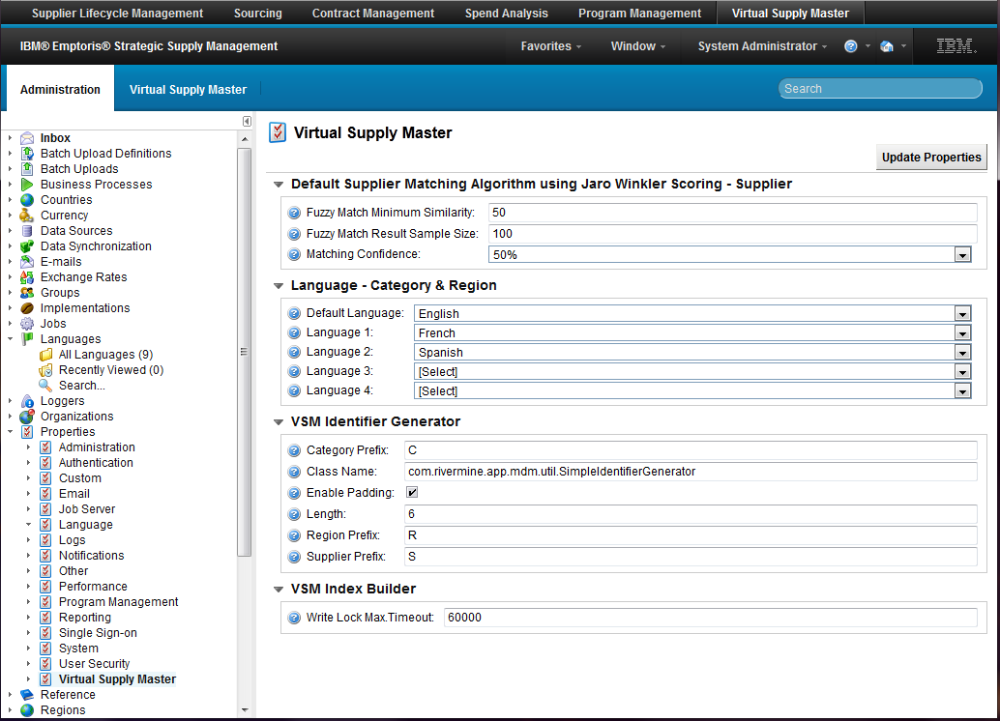 Supplier Lifecycle Management Sourcing Contract Management Spend Analysis Program Management Virtual Supply Master
IBM® Emptoris® Strategic Supply Management Favorites Window System Administrator IBM.
Administration Virtual Supply Master Search
Inbox
Batch Upload Definitions
Batch Uploads
Business Processes
Countries
Currency
Data Sources
Data Synchronization
E-mails
Exchange Rates
Groups
Implementations
Jobs
Languages
All Languages (9)
Recently Viewed (0)
Search...
Loggers
Organizations
Properties
Administration
Authentication
Custom
Email
Job Server
Language
Logs
Notifications
Other
Performance
Program Management
Reporting
Single Sign-on
System
User Security
Virtual Supply Master
Reference
Regions
Virtual Supply Master
Update Properties
Default Supplier Matching Algorithm using Jaro Winkler Scoring - Supplier
Fuzzy Match Minimum Similarity: 50
Fuzzy Match Result Sample Size: 100
Matching Confidence: 50%
Language - Category & Region
Default Language: English
Language 1: French
Language 2: Spanish
Language 3: [Select]
Language 4: [Select]
VSM Identifier Generator
Category Prefix: C
Class Name: com.rivermine.app.mdm.util.SimpleIdentifierGenerator
Enable Padding:
Length: 6
Region Prefix: R
Supplier Prefix: S
VSM Index Builder
Write Lock Max.Timeout: 60000